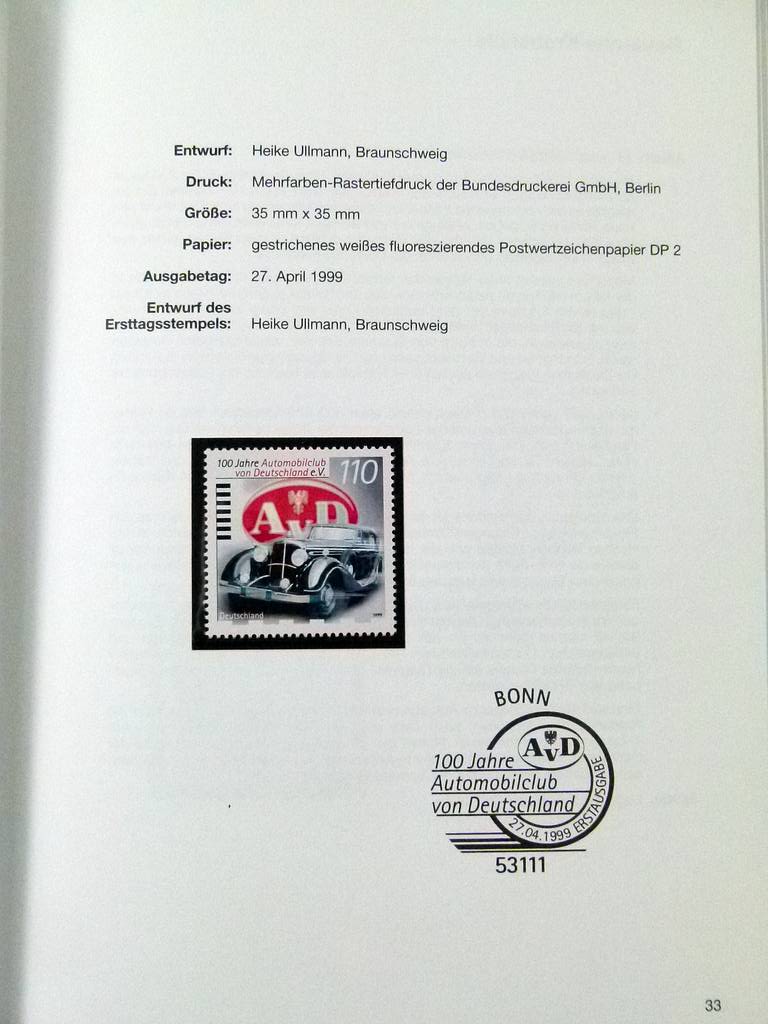 Entwurf: Heike Ullmann, Braunschweig
Druck: Mehrfarben-Rastertiefdruck der Bundesdruckerei GmbH, Berlin
Größe: 35 mm x 35 mm
Papier: gestrichenes weißes fluoreszierendes Postwertzeichenpapier DP 2
Ausgabetag: 27. April 1999
Entwurf des
Ersttagsstempels: Heike Ullmann, Braunschweig
100 Jahre Automobilclub
von Deutschland e.V. 110
AvD
Deutschland 1999
BONN
AvD
100 Jahre
Automobilclub
von Deutschland
27.04.1999 ERSTAUSGABE
53111
33